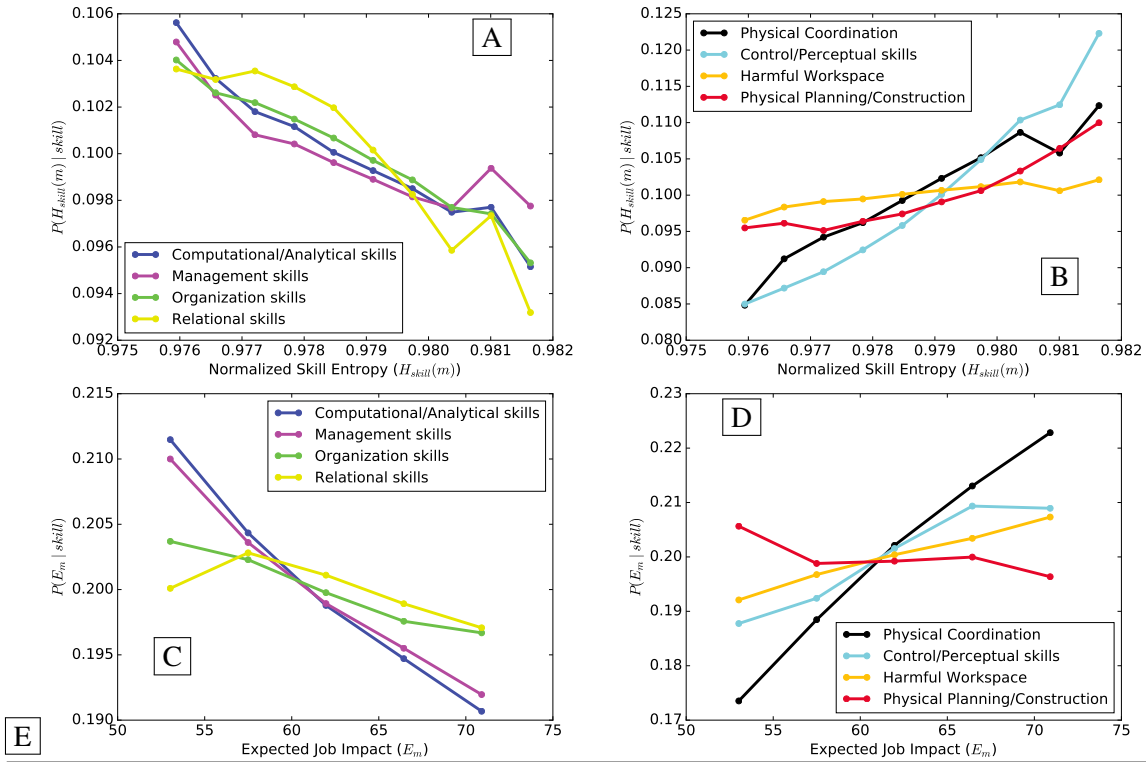 0.106
0.104
0.102
0.100
0.098
0.096
0.094
0.092
P(H_skill(m) | skill)
A
Computational/Analytical skills
Management skills
Organization skills
Relational skills
0.975 0.976 0.977 0.978 0.979 0.980 0.981 0.982
Normalized Skill Entropy (H_skill(m))
0.125
0.120
0.115
0.110
0.105
0.100
0.095
0.090
0.085
0.080
P(H_skill(m) | skill)
Physical Coordination
Control/Perceptual skills
Harmful Workspace
Physical Planning/Construction
B
0.975 0.976 0.977 0.978 0.979 0.980 0.981 0.982
Normalized Skill Entropy (H_skill(m))
0.215
0.210
0.205
0.200
0.195
0.190
P(E_m | skill)
Computational/Analytical skills
Management skills
Organization skills
Relational skills
C
50 55 60 65 70 75
Expected Job Impact (E_m)
0.23
0.22
0.21
0.20
0.19
0.18
0.17
P(E_m | skill)
D
Physical Coordination
Control/Perceptual skills
Harmful Workspace
Physical Planning/Construction
50 55 60 65 70 75
Expected Job Impact (E_m)
E